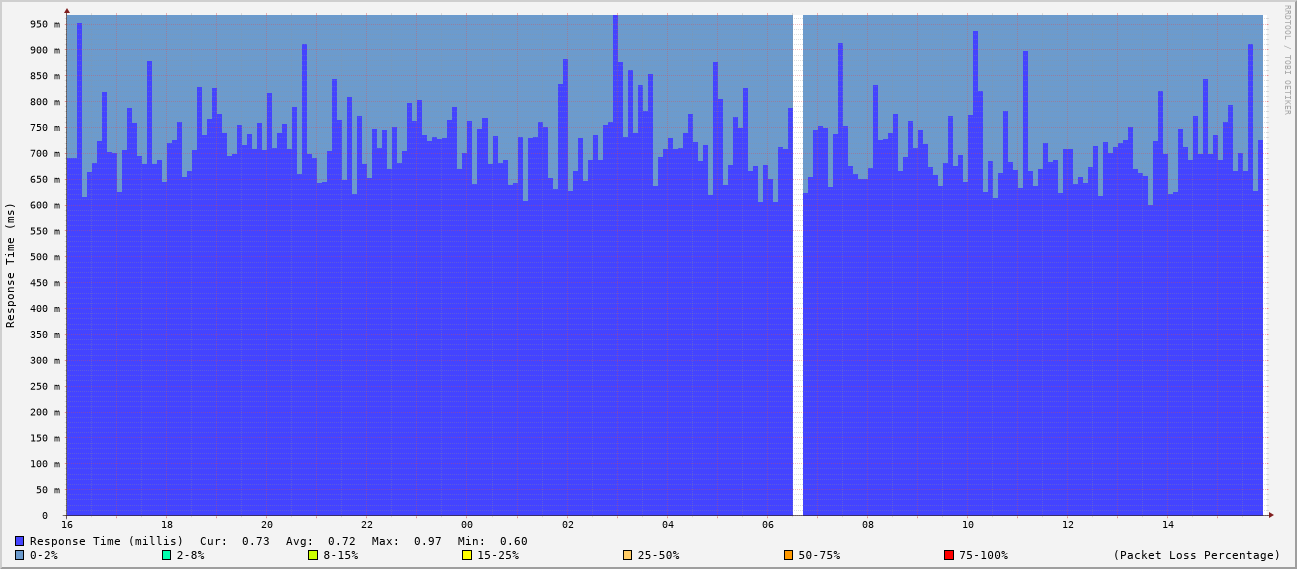 RRDTOOL / TOBI OETIKER
Response Time (ms)
950 m
900 m
850 m
800 m
750 m
700 m
650 m
600 m
550 m
500 m
450 m
400 m
350 m
300 m
250 m
200 m
150 m
100 m
50 m
0
16 18 20 22 00 02 04 06 08 10 12 14
Response Time (millis) Cur: 0.73 Avg: 0.72 Max: 0.97 Min: 0.60
0-2% 2-8% 8-15% 15-25% 25-50% 50-75% 75-100% (Packet Loss Percentage)